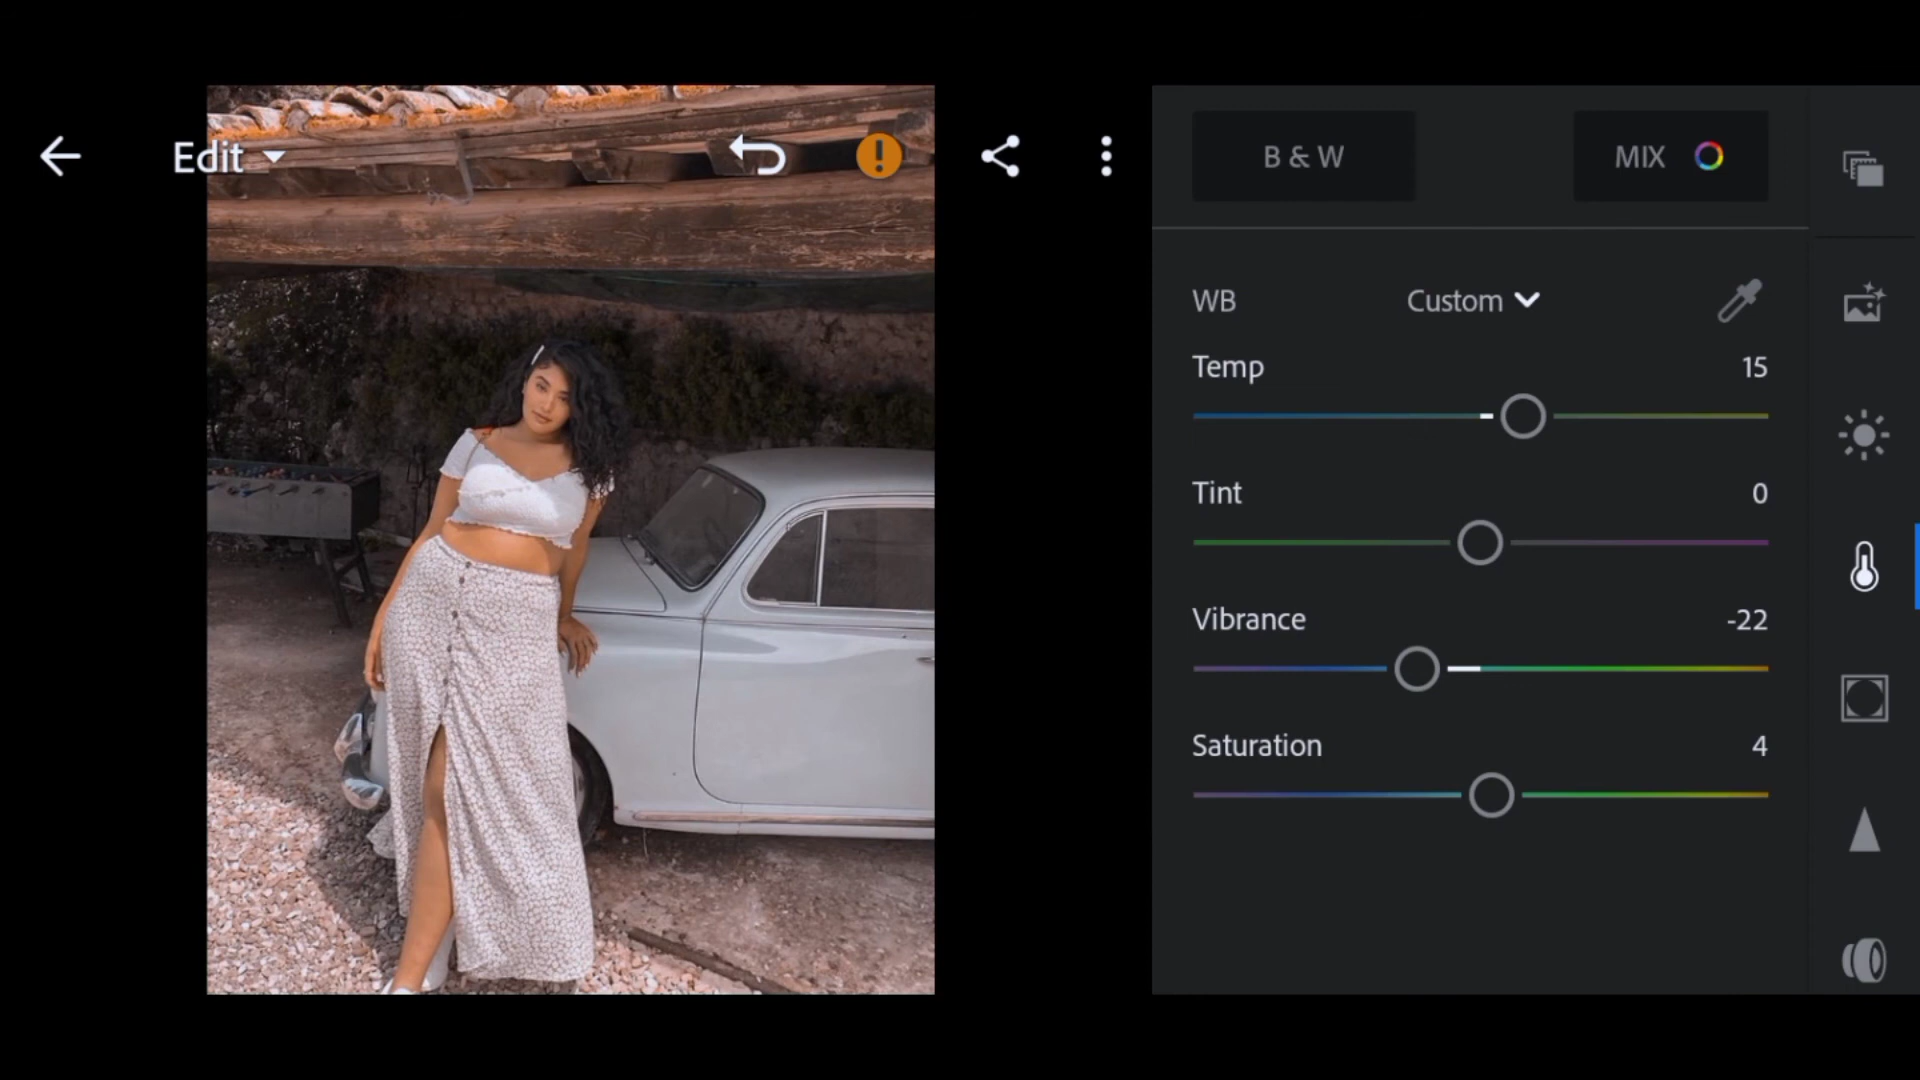 Edit
B & W
MIX
WB
Custom
Temp
15
Tint
0
Vibrance
-22
Saturation
4